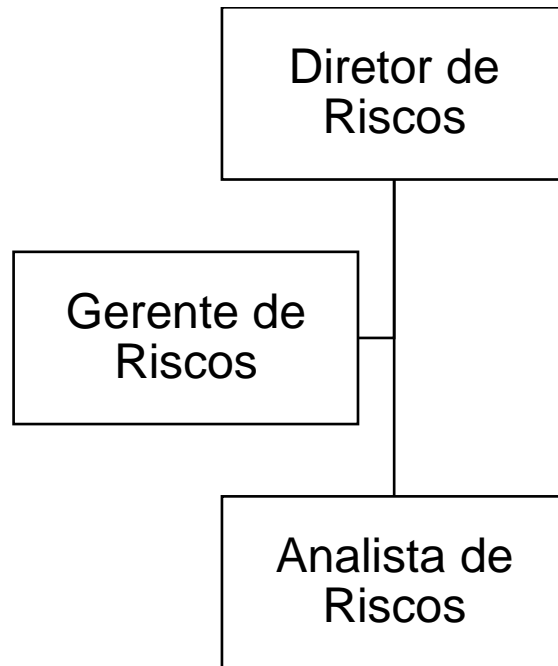 Diretor de
Riscos
Gerente de
Riscos
Analista de
Riscos